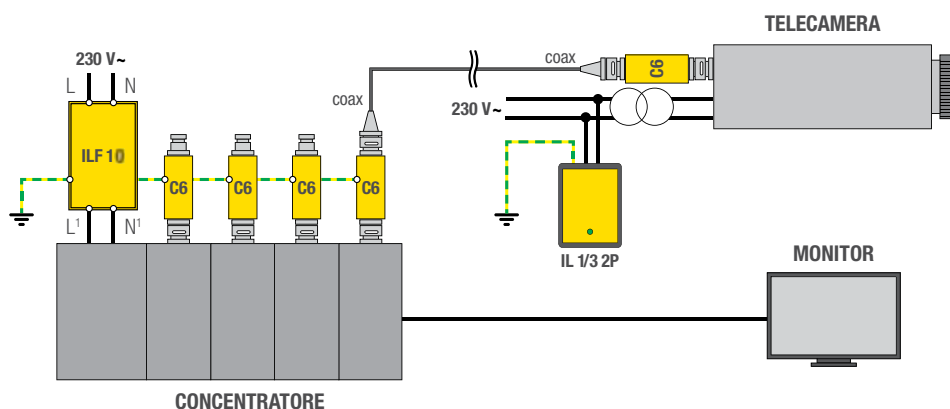 TELECAMERA
230 V~
L N
coax
C6
coax
230 V~
ILF 10
C6 C6 C6 C6
L1 N1
IL 1/3 2P
MONITOR
CONCENTRATORE